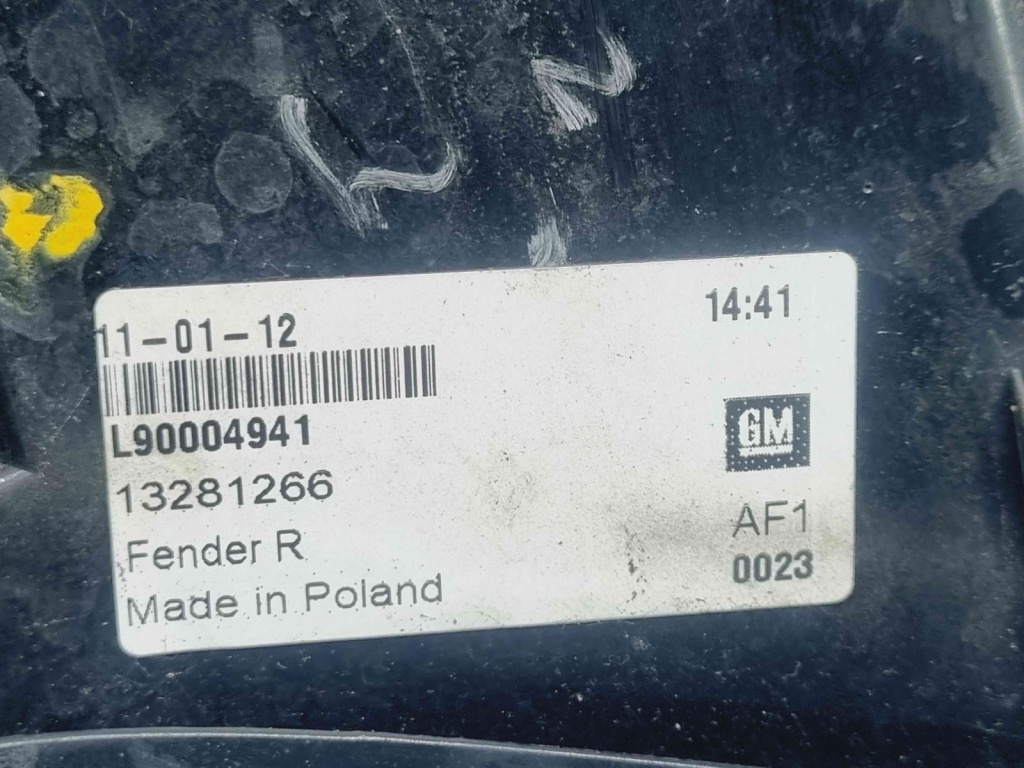 11-01-12 14:41
L90004941
13281266
Fender R
Made in Poland
GM
AF1
0023